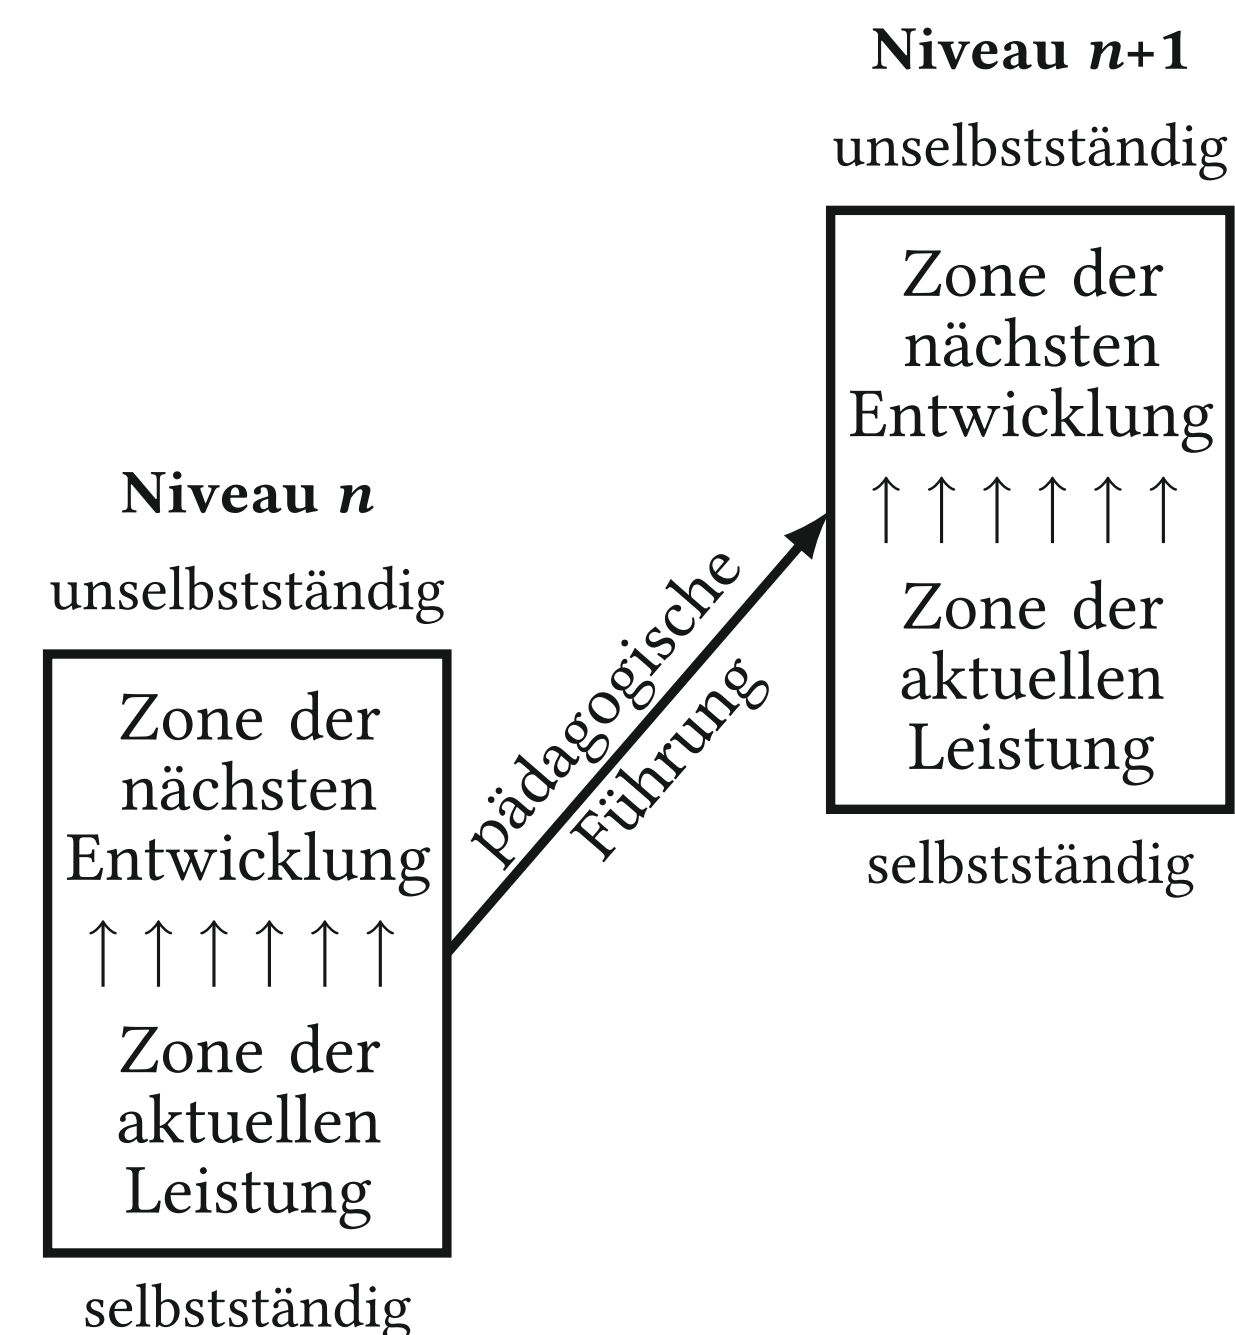 Niveau n+1
unselbstständig
Zone der
nächsten
Entwicklung
↑ ↑ ↑ ↑ ↑ ↑
Zone der
aktuellen
Leistung
selbstständig
pädagogische
Führung
Niveau n
unselbstständig
Zone der
nächsten
Entwicklung
↑ ↑ ↑ ↑ ↑ ↑
Zone der
aktuellen
Leistung
selbstständig